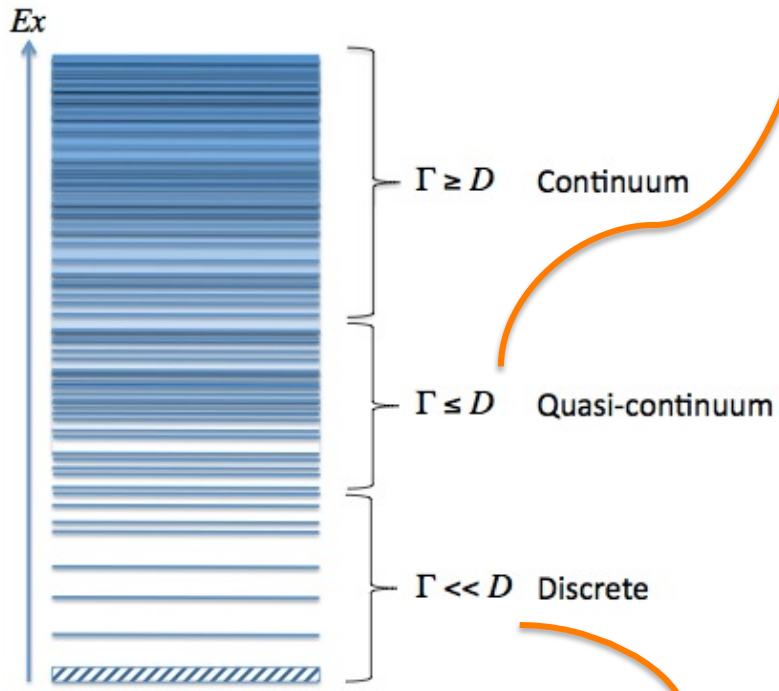 Ex
Γ ≥ D Continuum
Γ ≤ D Quasi-continuum
Γ << D Discrete